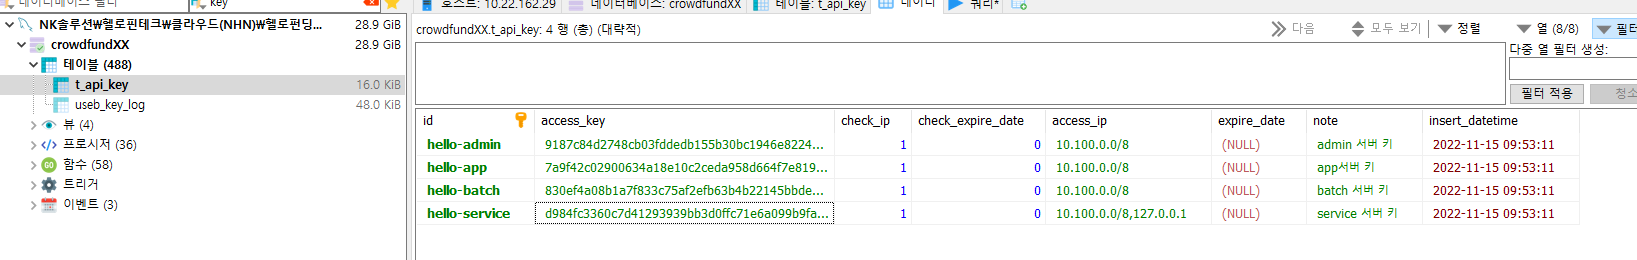 key
호스트: 10.22.162.29
데이터베이스: crowdfundXX
테이블: t_api_key
데이터
쿼리*
NK솔루션₩헬로핀테크₩클라우드(NHN)₩헬로펀딩... 28.9 GiB
crowdfundXX 28.9 GiB
테이블 (488)
t_api_key 16.0 KiB
useb_key_log 48.0 KiB
뷰 (4)
프로시저 (36)
함수 (58)
트리거
이벤트 (3)
crowdfundXX.t_api_key: 4 행 (총) (대략적)
다음
모두 보기
정렬
열 (8/8)
필터
다중 열 필터 생성:
필터 적용
청소
id access_key check_ip check_expire_date access_ip expire_date note insert_datetime
hello-admin 9187c84d2748cb03fddedb155b30bc1946e8224... 1 0 10.100.0.0/8 (NULL) admin 서버 키 2022-11-15 09:53:11
hello-app 7a9f42c02900634a18e10c2ceda958d664f7e819... 1 0 10.100.0.0/8 (NULL) app서버 키 2022-11-15 09:53:11
hello-batch 830ef4a08b1a7f833c75af2efb63b4b22145bbde... 1 0 10.100.0.0/8 (NULL) batch 서버 키 2022-11-15 09:53:11
hello-service d984fc3360c7d41293939bb3d0ffc71e6a099b9fa... 1 0 10.100.0.0/8,127.0.0.1 (NULL) service 서버 키 2022-11-15 09:53:11